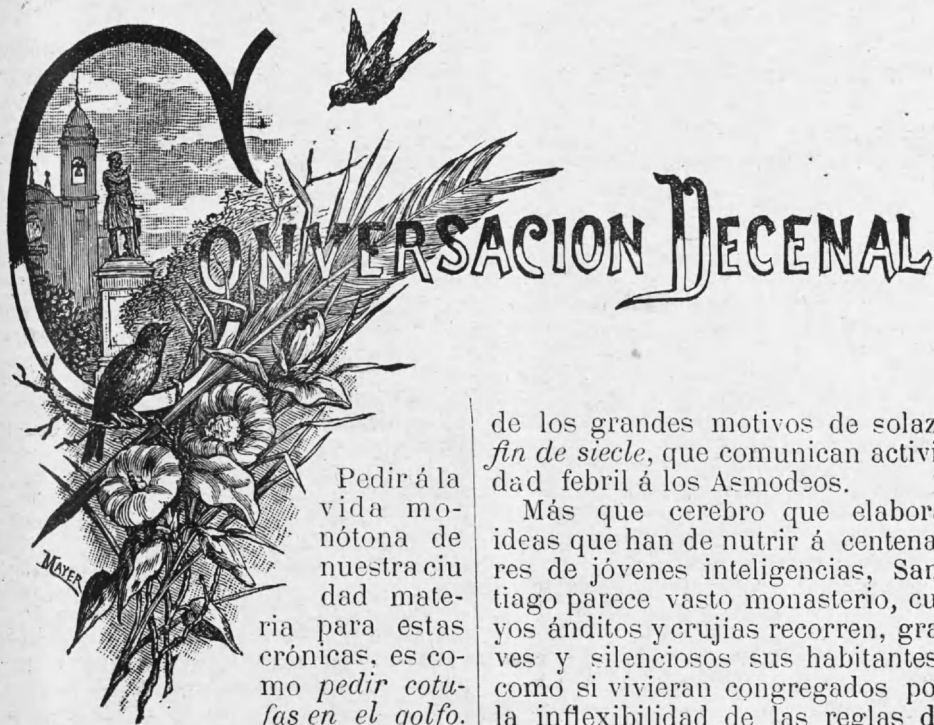 CONVERSACION DECENAL
MAYER
Pedir á la
vida mo-
nótona de
nuestra ciu
dad mate-
ria para estas
crónicas, es co-
mo pedir cotu-
fas en el golfo.
de los grandes motivos de solaz
fin de siecle, que comunican activi
dad febril á los Asmodeos.
Más que cerebro que elabora
ideas que han de nutrir á centena
res de jóvenes inteligencias, San
tiago parece vasto monasterio, cu
yos ánditos y crujías recorren, gra
ves y silenciosos sus habitantes
como si vivieran congregados po
la inflexibilidad de las reglas d